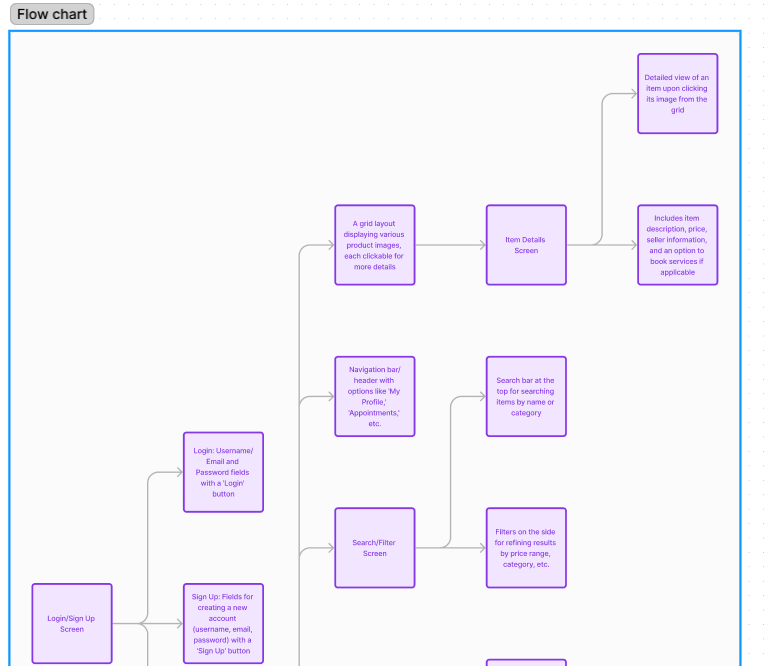 Flow chart
Detailed view of an
item upon clicking
its image from the
grid
A grid layout
displaying various
product images,
each clickable for
more details
Item Details
Screen
Includes item
description, price,
seller information,
and an option to
book services if
applicable
Navigation bar/
header with
options like 'My
Profile,'
'Appointments,'
etc.
Search bar at the
top for searching
items by name or
category
Login: Username/
Email and
Password fields
with a 'Login'
button
Search/Filter
Screen
Filters on the side
for refining results
by price range,
category, etc.
Login/Sign Up
Screen
Sign Up: Fields for
creating a new
account
(username, email,
password) with a
'Sign Up' button